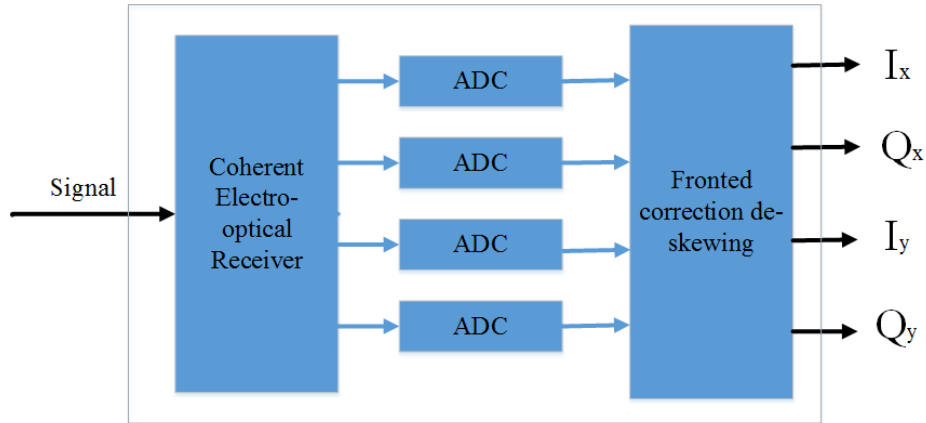 Signal
Coherent
Electro-
optical
Receiver
ADC
ADC
ADC
ADC
Fronted
correction de-
skewing
Ix
Qx
Iy
Qy